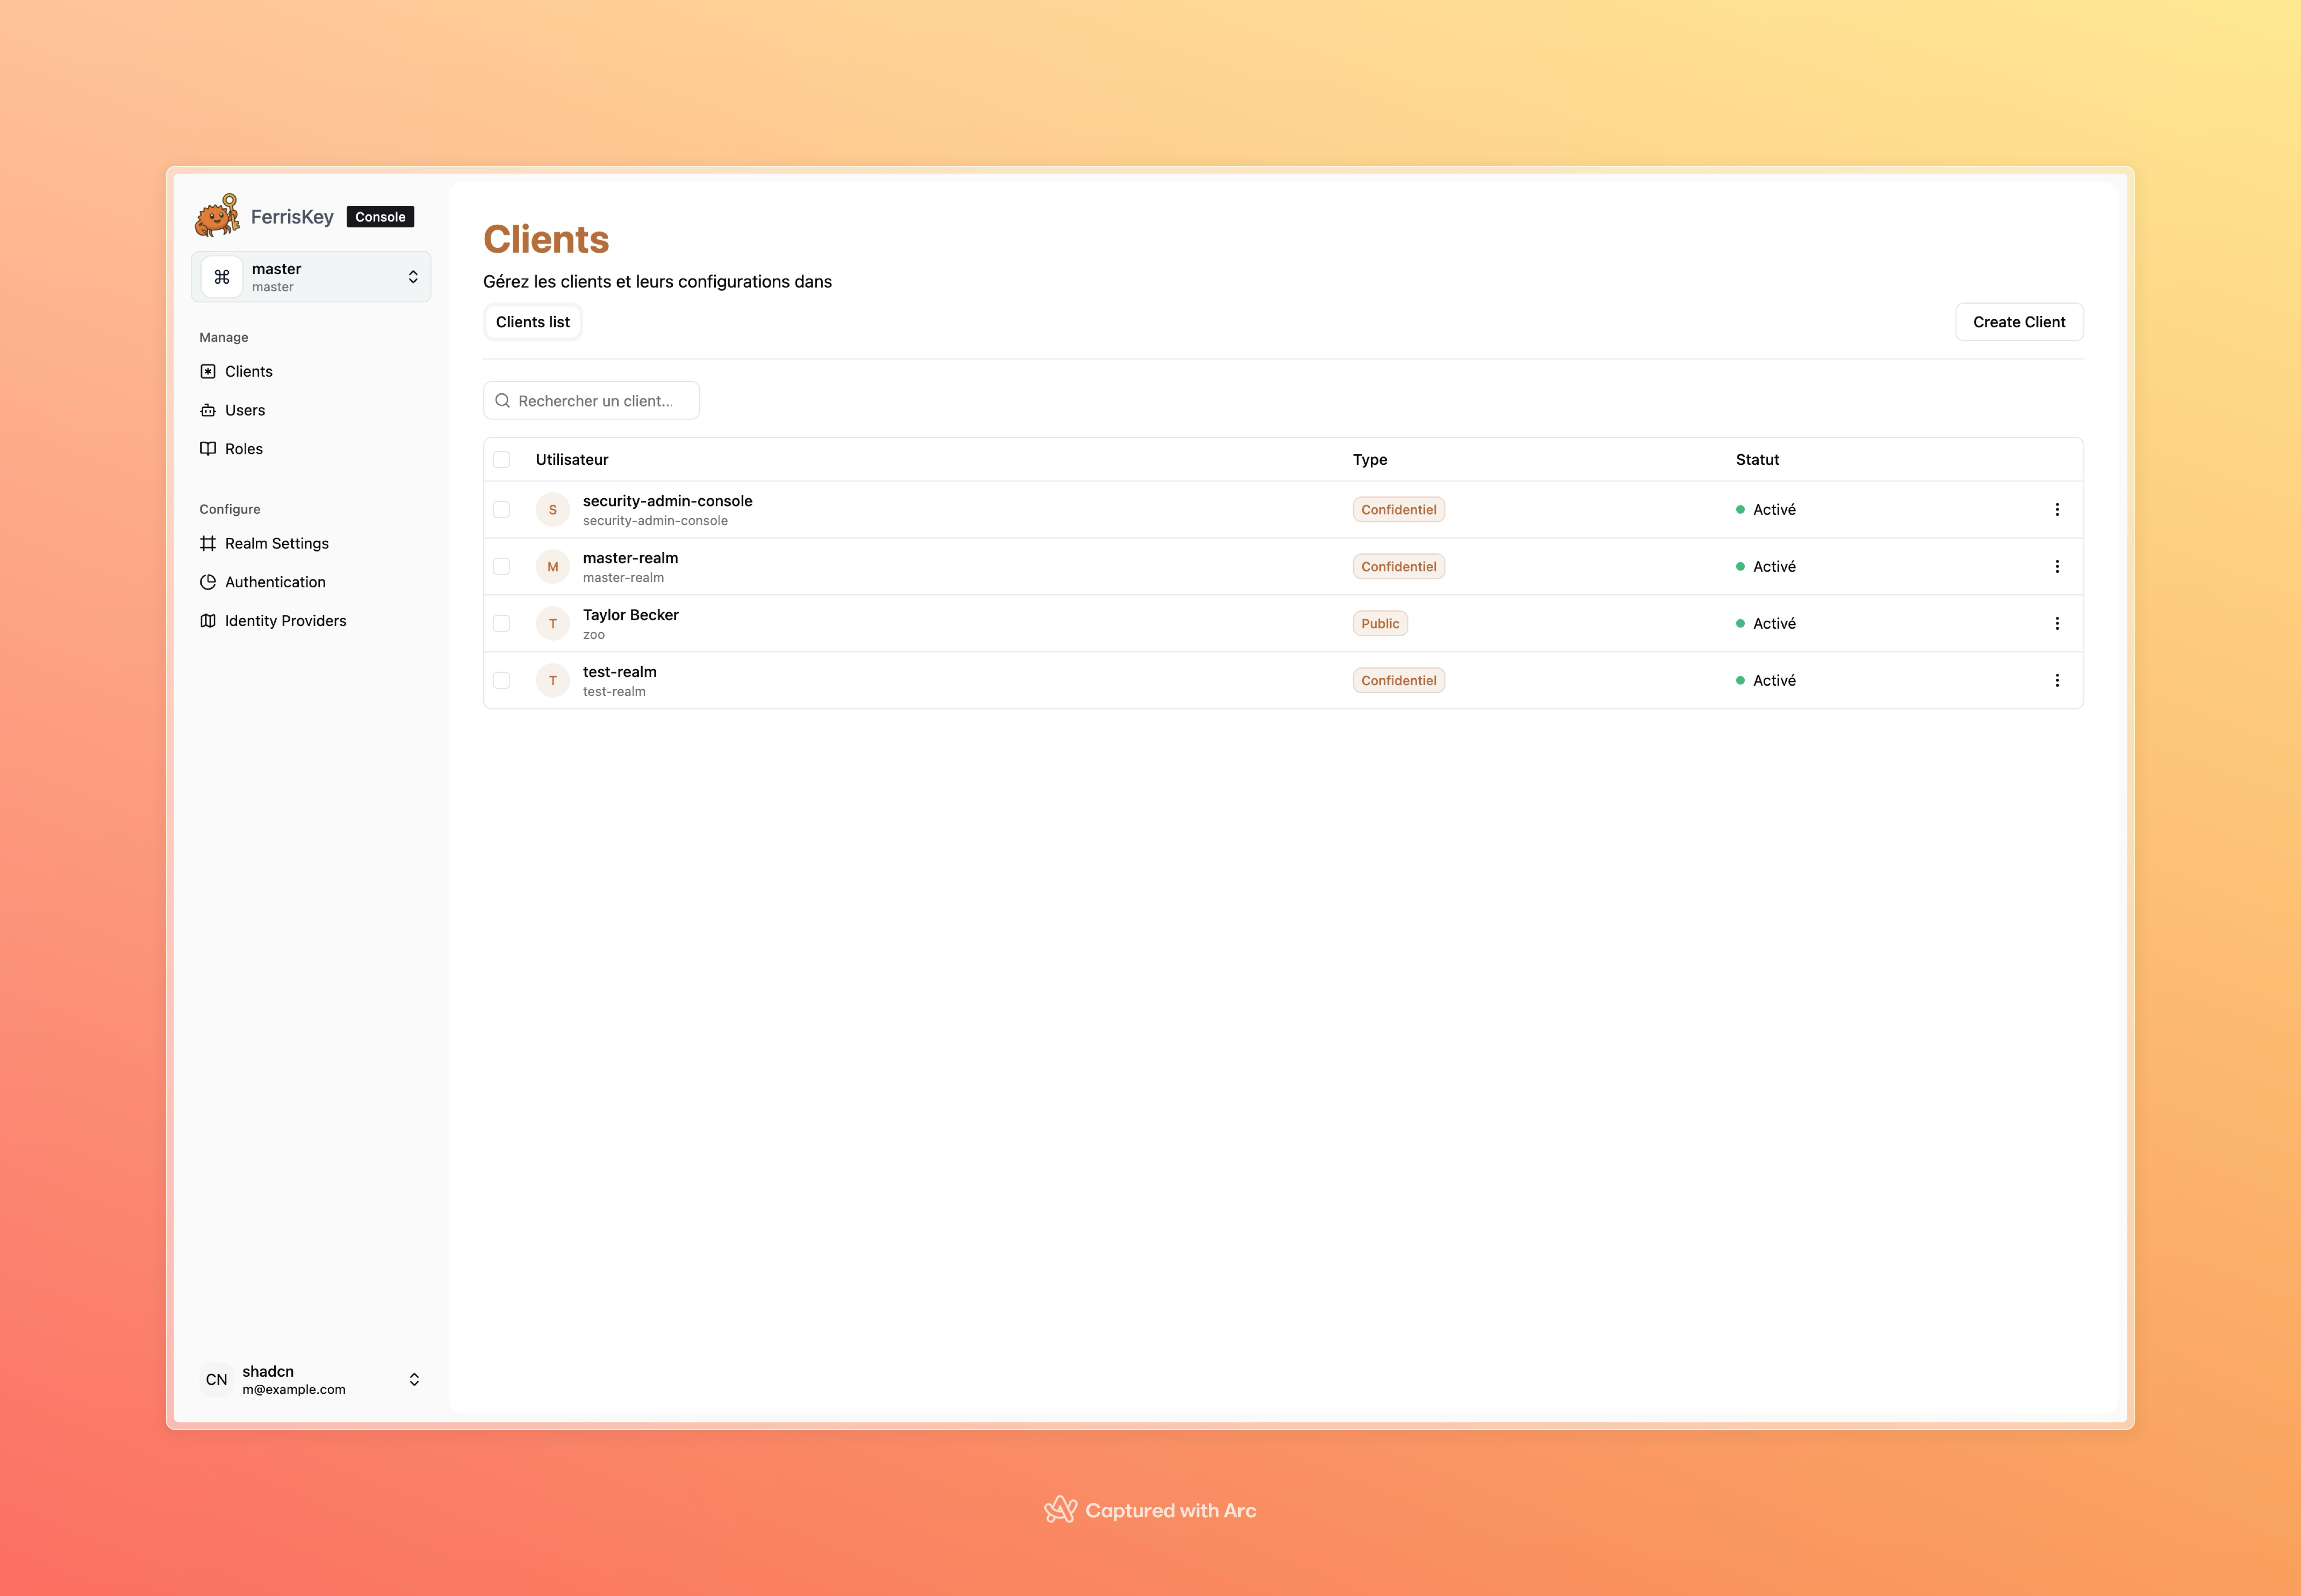 FerrisKey Console
master
master
Manage
Clients
Users
Roles
Configure
Realm Settings
Authentication
Identity Providers
CN
shadcn
m@example.com
Clients
Gérez les clients et leurs configurations dans
Clients list
Create Client
Rechercher un client...
Utilisateur Type Statut
S security-admin-console Confidentiel Activé
security-admin-console
M master-realm Confidentiel Activé
master-realm
T Taylor Becker Public Activé
zoo
T test-realm Confidentiel Activé
test-realm
Captured with Arc